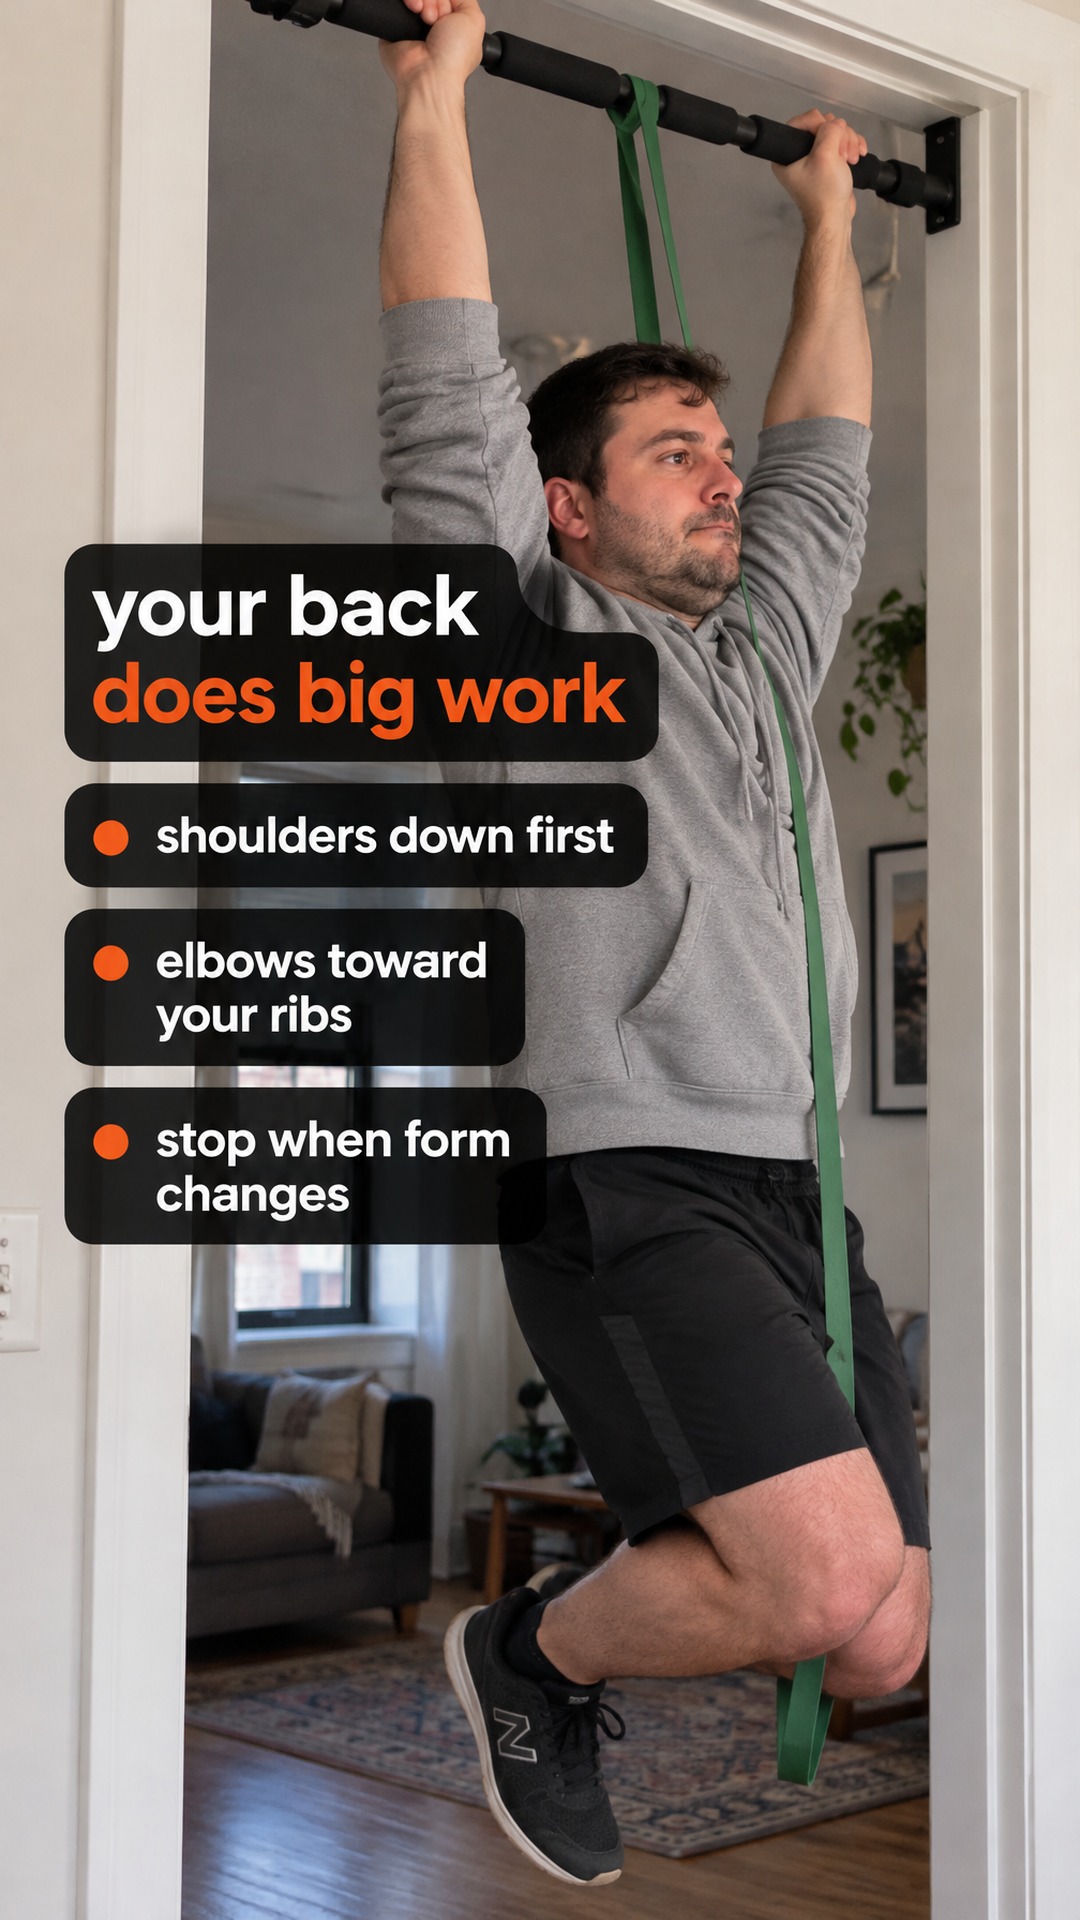 your back
does big work
shoulders down first
elbows toward
your ribs
stop when form
changes
N